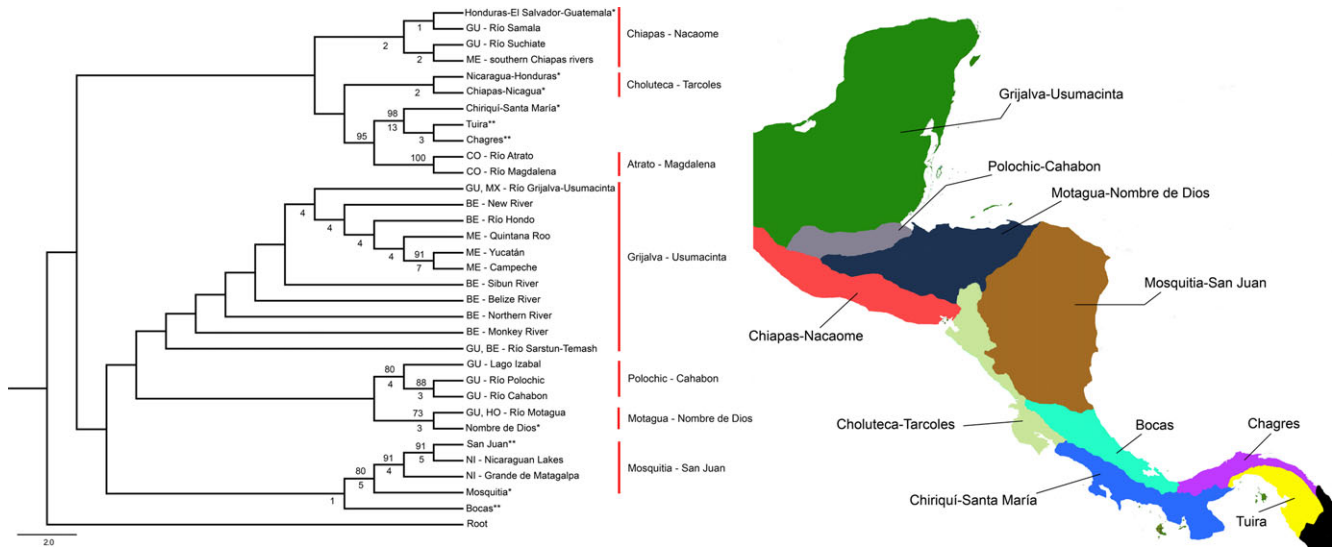 Honduras-El Salvador-Guatemala*
1
GU - Río Samala
2
GU - Río Suchiate
2
ME - southern Chiapas rivers
Chiapas - Nacaome
Nicaragua-Honduras*
2
Chiapas-Nicagua*
Choluteca - Tarcoles
Chiriquí-Santa María*
98
13
Tuira**
3
Chagres**
95
100
CO - Río Atrato
CO - Río Magdalena
Atrato - Magdalena
GU, MX - Río Grijalva-Usumacinta
4
BE - New River
4
BE - Río Hondo
4
ME - Quintana Roo
4
91
ME - Yucatán
7
ME - Campeche
Grijalva - Usumacinta
BE - Sibun River
BE - Belize River
BE - Northern River
BE - Monkey River
GU, BE - Río Sarstun-Temash
GU - Lago Izabal
80
4
88
GU - Río Polochic
3
GU - Río Cahabon
Polochic - Cahabon
GU, HO - Río Motagua
73
3
Nombre de Dios*
Motagua - Nombre de Dios
San Juan**
91
5
NI - Nicaraguan Lakes
91
4
NI - Grande de Matagalpa
80
5
Mosquitia*
Mosquitia - San Juan
1
Bocas**
Root
2.0
Grijalva-Usumacinta
Polochic-Cahabon
Motagua-Nombre de Dios
Mosquitia-San Juan
Chiapas-Nacaome
Choluteca-Tarcoles
Bocas
Chagres
Chiriquí-Santa María
Tuira